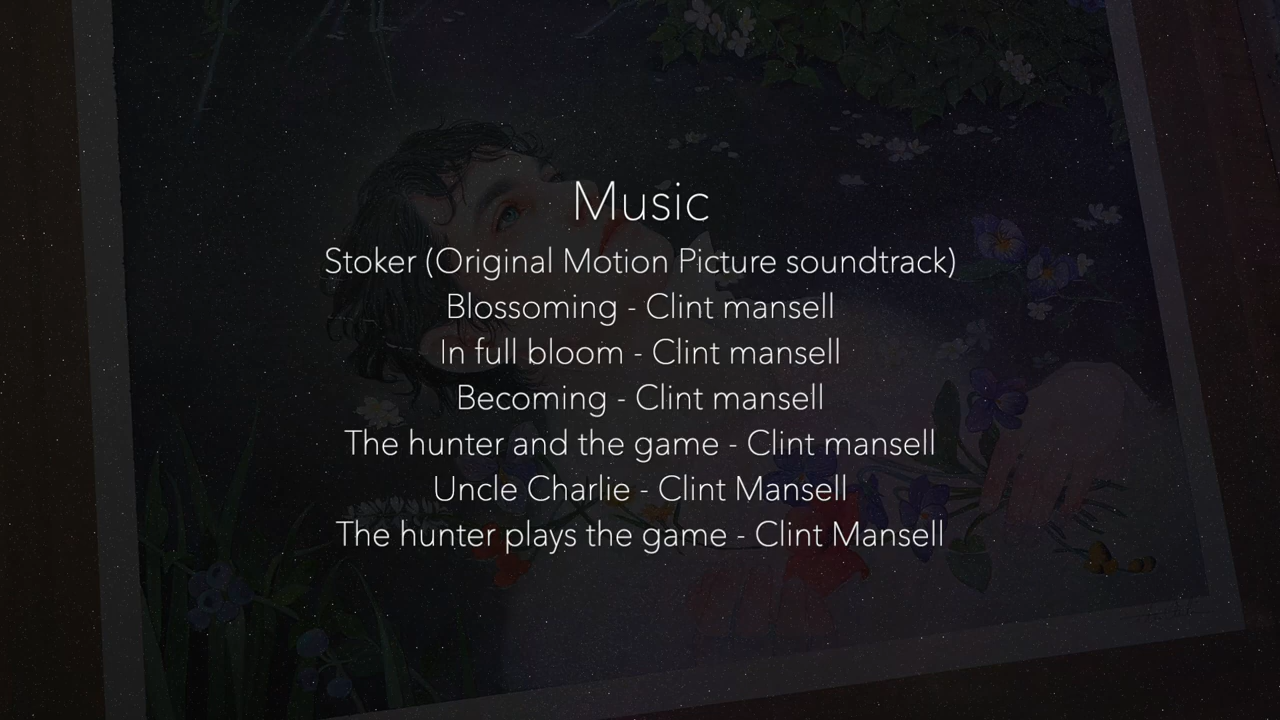 Music
Stoker (Original Motion Picture soundtrack)
Blossoming - Clint mansell
In full bloom - Clint mansell
Becoming - Clint mansell
The hunter and the game - Clint mansell
Uncle Charlie - Clint Mansell
The hunter plays the game - Clint Mansell